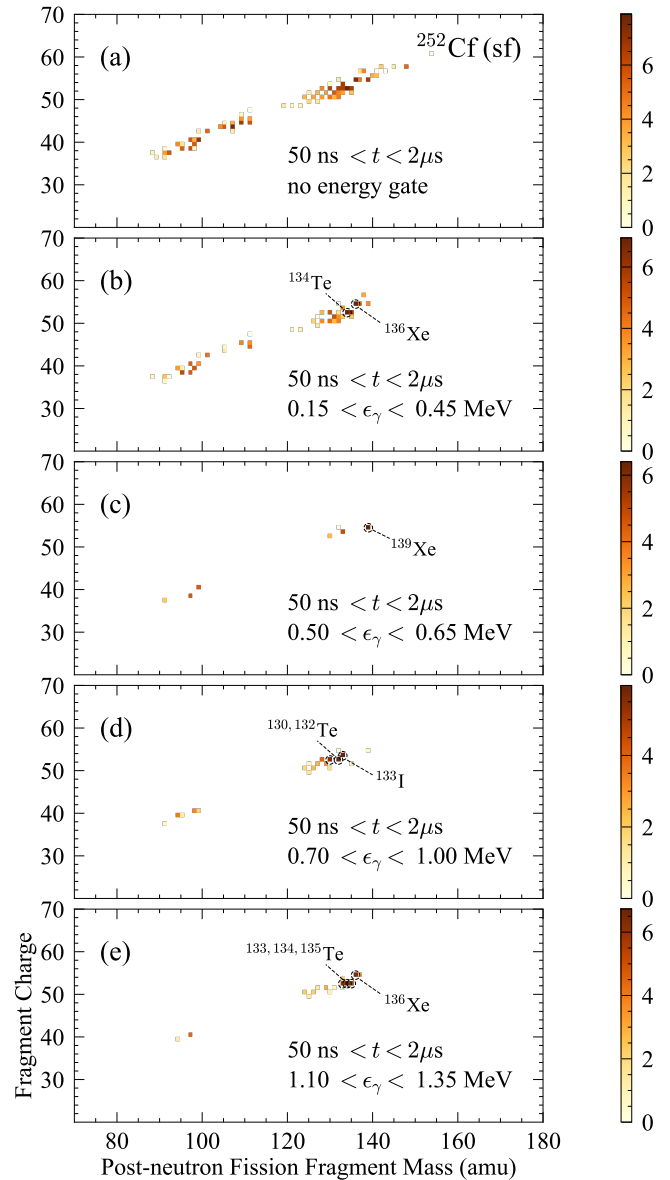 (a)
²⁵²Cf (sf)
50 ns < t < 2μs
no energy gate
70
60
50
40
30
0
2
4
6
(b)
¹³⁴Te
¹³⁶Xe
50 ns < t < 2μs
0.15 < ϵγ < 0.45 MeV
70
60
50
40
30
0
2
4
6
(c)
¹³⁹Xe
50 ns < t < 2μs
0.50 < ϵγ < 0.65 MeV
70
60
50
40
30
0
2
4
6
(d)
¹³⁰,¹³²Te
¹³³I
50 ns < t < 2μs
0.70 < ϵγ < 1.00 MeV
70
60
50
40
30
0
2
4
(e)
¹³³,¹³⁴,¹³⁵Te
¹³⁶Xe
50 ns < t < 2μs
1.10 < ϵγ < 1.35 MeV
70
60
50
40
30
0
2
4
6
Fragment Charge
80 100 120 140 160 180
Post-neutron Fission Fragment Mass (amu)